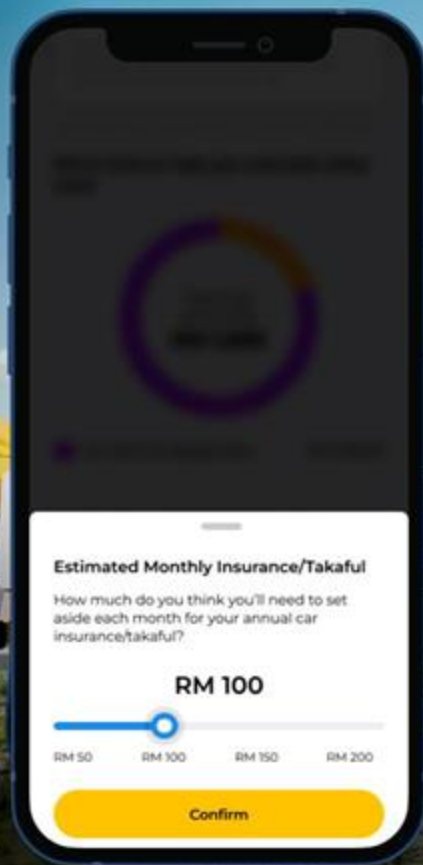 Estimated Monthly Insurance/Takaful
How much do you think you'll need to set
aside each month for your annual car
insurance/takaful?
RM 100
RM 50 RM 100 RM 150 RM 200
Confirm